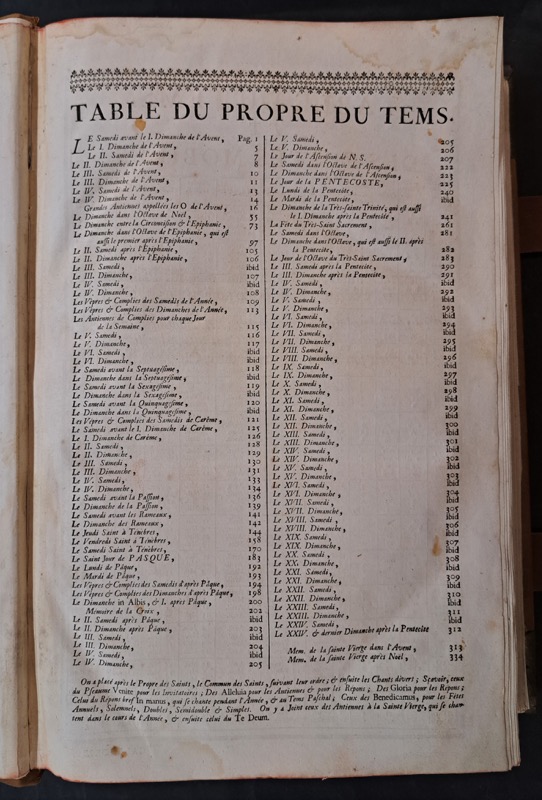 TABLE DU PROPRE DU TEMS.
LE Samedi avant le I. Dimanche de l'Avent, Pag. 1
Le I. Dimanche de l'Avent, 5
Le II. Samedi de l'Avent, 7
Le II. Dimanche de l'Avent, 8
Le III. Samedi de l'Avent, 10
Le III. Dimanche de l'Avent, 11
Le IV. Samedi de l'Avent, 13
Le IV. Dimanche de l'Avent, 14
Grandes Antiennes appellées les O de l'Avent, 16
Le Dimanche dans l'Octave de Noël, 55
Le Dimanche entre la Circoncision & l'Epiphanie, 73
Le Dimanche dans l'Octave de l'Epiphanie, qui est
aussi le premier après l'Epiphanie, 97
Le II. Samedi après l'Epiphanie, 105
Le II. Dimanche après l'Epiphanie, 106
Le III. Samedi, ibid
Le III. Dimanche, 107
Le IV. Samedi, ibid
Le IV. Dimanche, 108
Les Vêpres & Complies des Samedis de l'Année, 109
Les Vêpres & Complies des Dimanches de l'Année, 113
Les Antiennes de Complies pour chaque Jour
de la Semaine, 115
Le V. Samedi, 116
Le V. Dimanche, 117
Le VI. Samedi, ibid
Le VI. Dimanche, ibid
Le Samedi avant la Septuagésime, 118
Le Dimanche dans la Septuagésime, ibid
Le Samedi avant la Sexagésime, 119
Le Dimanche dans la Sexagésime, ibid
Le Samedi avant la Quinquagésime, 120
Le Dimanche dans la Quinquagésime, ibid
Les Vêpres & Complies des Samedis de Carême, 121
Le Samedi avant le I. Dimanche de Carême, 125
Le I. Dimanche de Carême, 126
Le II. Samedi, 128
Le II. Dimanche, 129
Le III. Samedi, 130
Le III. Dimanche, 131
Le IV. Samedi, 133
Le IV. Dimanche, 134
Le Samedi avant la Passion, 136
Le Dimanche de la Passion, 139
Le Samedi avant les Rameaux, 141
Le Dimanche des Rameaux, 142
Le Jeudi Saint à Ténèbres, 144
Le Vendredi Saint à Ténèbres, 158
Le Samedi Saint à Ténèbres, 170
Le Saint Jour de PASQUE, 183
Le Lundi de Pâque, 192
Le Mardi de Pâque, 193
Les Vêpres & Complies des Samedis d'après Pâque, 194
Les Vêpres & Complies des Dimanches d'après Pâque, 198
Le Dimanche in Albis, & I. après Pâque, 200
Memoire de la Croix, 202
Le II. Samedi après Pâque, ibid
Le II. Dimanche après Pâque, 203
Le III. Samedi, ibid
Le III. Dimanche, 204
Le IV. Samedi, ibid
Le IV. Dimanche, 205
Le V. Samedi, 205
Le V. Dimanche, 206
Le Jour de l'Ascension de N. S. 207
Le Samedi dans l'Octave de l'Ascension, 222
Le Dimanche dans l'Octave de l'Ascension, 223
Le Jour de la PENTECOSTE, 225
Le Lundi de la Pentecôte, 240
Le Mardi de la Pentecôte, ibid
Le Dimanche de la Très-sainte Trinité, qui est aussi
le I. Dimanche après la Pentecôte, 241
La Fête du Très-Saint Sacrement, 261
Le Samedi dans l'Octave, 281
Le Dimanche dans l'Octave, qui est aussi le II. après
la Pentecôte, 282
Le Jour de l'Octave du Très-Saint Sacrement, 283
Le III. Samedi après la Pentecôte, 290
Le III. Dimanche après la Pentecôte, 291
Le IV. Samedi, ibid
Le IV. Dimanche, 292
Le V. Samedi, ibid
Le V. Dimanche, 293
Le VI. Samedi, ibid
Le VI. Dimanche, 294
Le VII. Samedi, ibid
Le VII. Dimanche, 295
Le VIII. Samedi, ibid
Le VIII. Dimanche, 296
Le IX. Samedi, ibid
Le IX. Dimanche, 297
Le X. Samedi, ibid
Le X. Dimanche, 298
Le XI. Samedi, ibid
Le XI. Dimanche, 299
Le XII. Samedi, ibid
Le XII. Dimanche, 300
Le XIII. Samedi, ibid
Le XIII. Dimanche, 301
Le XIV. Samedi, ibid
Le XIV. Dimanche, 302
Le XV. Samedi, ibid
Le XV. Dimanche, 303
Le XVI. Samedi, ibid
Le XVI. Dimanche, 304
Le XVII. Samedi, ibid
Le XVII. Dimanche, 305
Le XVIII. Samedi, ibid
Le XVIII. Dimanche, 306
Le XIX. Samedi, ibid
Le XIX. Dimanche, 307
Le XX. Samedi, ibid
Le XX. Dimanche, 308
Le XXI. Samedi, ibid
Le XXI. Dimanche, 309
Le XXII. Samedi, ibid
Le XXII. Dimanche, 310
Le XXIII. Samedi, ibid
Le XXIII. Dimanche, 311
Le XXIV. Samedi, ibid
Le XXIV. & dernier Dimanche après la Pentecôte 312
Mem. de la sainte Vierge dans l'Avent, 313
Mem. de la sainte Vierge après Noël, 334
On a placé après le Propre des Saints, le Commun des Saints, suivant leur ordre; & ensuite les Chants divers; Sçavoir, ceux
du Pseaume Venite pour les Invitatoires; Des Alleluia pour les Antiennes & pour les Répons; Des Gloria pour les Répons;
Celui du Répons bref In manus, qui se chante pendant l'Année, & au Tems Paschal; Ceux des Benedicamus, pour les Fêtes
Annuels, Solemnels, Doubles, Semidouble & Simples. On y a Joint ceux des Antiennes à la Sainte Vierge, qui se chan-
tent dans le cours de l'Année, & ensuite celui du Te Deum.